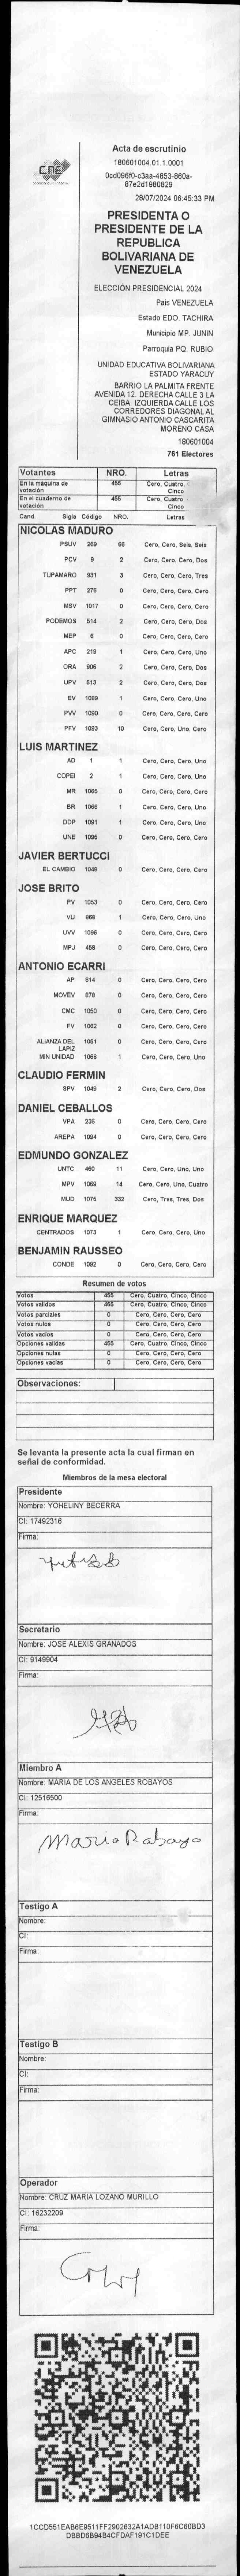 CNE
Acta de escrutinio
180601004.01.1.0001
0cd096f0-c3aa-4653-860a-
87e2d1980829
28/07/2024 06:45:33 PM
PRESIDENTA O
PRESIDENTE DE LA
REPUBLICA
BOLIVARIANA DE
VENEZUELA
ELECCIÓN PRESIDENCIAL 2024
Pais VENEZUELA
Estado EDO. TACHIRA
Municipio MP. JUNIN
Parroquia PQ. RUBIO
UNIDAD EDUCATIVA BOLIVARIANA
ESTADO YARACUY
BARRIO LA PALMITA FRENTE
AVENIDA 12. DERECHA CALLE 3 LA
CEIBA. IZQUIERDA CALLE LOS
CORREDORES DIAGONAL AL
GIMNASIO ANTONIO CASCARITA
MORENO CASA
180601004
761 Electores
Votantes NRO. Letras
En la máquina de votación 455 Cero, Cuatro, Cinco
En el cuaderno de votación 455 Cero, Cuatro, Cinco
Cand. Sigla Código NRO. Letras
NICOLAS MADURO
PSUV 269 66 Cero, Cero, Seis, Seis
PCV 9 2 Cero, Cero, Cero, Dos
TUPAMARO 931 3 Cero, Cero, Cero, Tres
PPT 276 0 Cero, Cero, Cero, Cero
MSV 1017 0 Cero, Cero, Cero, Cero
PODEMOS 514 2 Cero, Cero, Cero, Dos
MEP 6 0 Cero, Cero, Cero, Cero
APC 219 1 Cero, Cero, Cero, Uno
ORA 906 2 Cero, Cero, Cero, Dos
UPV 513 2 Cero, Cero, Cero, Dos
EV 1089 1 Cero, Cero, Cero, Uno
PVV 1090 0 Cero, Cero, Cero, Cero
PFV 1093 10 Cero, Cero, Uno, Cero
LUIS MARTINEZ
AD 1 1 Cero, Cero, Cero, Uno
COPEI 2 1 Cero, Cero, Cero, Uno
MR 1065 0 Cero, Cero, Cero, Cero
BR 1066 1 Cero, Cero, Cero, Uno
DDP 1091 1 Cero, Cero, Cero, Uno
UNE 1095 0 Cero, Cero, Cero, Cero
JAVIER BERTUCCI
EL CAMBIO 1048 0 Cero, Cero, Cero, Cero
JOSE BRITO
PV 1053 0 Cero, Cero, Cero, Cero
VU 968 1 Cero, Cero, Cero, Uno
UVV 1096 0 Cero, Cero, Cero, Cero
MPJ 458 0 Cero, Cero, Cero, Cero
ANTONIO ECARRI
AP 814 0 Cero, Cero, Cero, Cero
MOVEV 678 0 Cero, Cero, Cero, Cero
CMC 1050 0 Cero, Cero, Cero, Cero
FV 1062 0 Cero, Cero, Cero, Cero
ALIANZA DEL LAPIZ 1051 0 Cero, Cero, Cero, Cero
MIN UNIDAD 1068 1 Cero, Cero, Cero, Uno
CLAUDIO FERMIN
SPV 1049 2 Cero, Cero, Cero, Dos
DANIEL CEBALLOS
VPA 236 0 Cero, Cero, Cero, Cero
AREPA 1094 0 Cero, Cero, Cero, Cero
EDMUNDO GONZALEZ
UNTC 460 11 Cero, Cero, Uno, Uno
MPV 1069 14 Cero, Cero, Uno, Cuatro
MUD 1075 332 Cero, Tres, Tres, Dos
ENRIQUE MARQUEZ
CENTRADOS 1073 1 Cero, Cero, Cero, Uno
BENJAMIN RAUSSEO
CONDE 1092 0 Cero, Cero, Cero, Cero
Resumen de votos
Votos 455 Cero, Cuatro, Cinco, Cinco
Votos validos 455 Cero, Cuatro, Cinco, Cinco
Votos parciales 0 Cero, Cero, Cero, Cero
Votos nulos 0 Cero, Cero, Cero, Cero
Votos vacíos 0 Cero, Cero, Cero, Cero
Opciones validas 455 Cero, Cuatro, Cinco, Cinco
Opciones nulas 0 Cero, Cero, Cero, Cero
Opciones vacías 0 Cero, Cero, Cero, Cero
Observaciones:
Se levanta la presente acta la cual firman en
señal de conformidad.
Miembros de la mesa electoral
Presidente
Nombre: YOHELINY BECERRA
CI: 17492316
Firma:
Secretario
Nombre: JOSE ALEXIS GRANADOS
CI: 9149904
Firma:
Miembro A
Nombre: MARIA DE LOS ANGELES ROBAYOS
CI: 12516500
Firma:
Maria Robayo
Testigo A
Nombre:
CI:
Firma:
Testigo B
Nombre:
CI:
Firma:
Operador
Nombre: CRUZ MARIA LOZANO MURILLO
CI: 16232209
Firma:
1CCD551EAB6E9511FF2902632A1ADB110F6C60BD3
DBBD6B94B4CFDAF191C1DEE